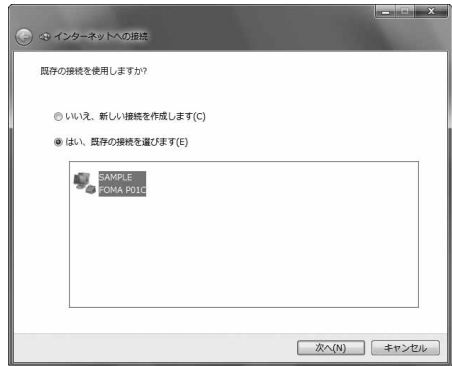 インターネットへの接続
既存の接続を使用しますか?
いいえ、新しい接続を作成します(C)
はい、既存の接続を選びます(E)
SAMPLE
FOMA P01C
次へ(N)
キャンセル